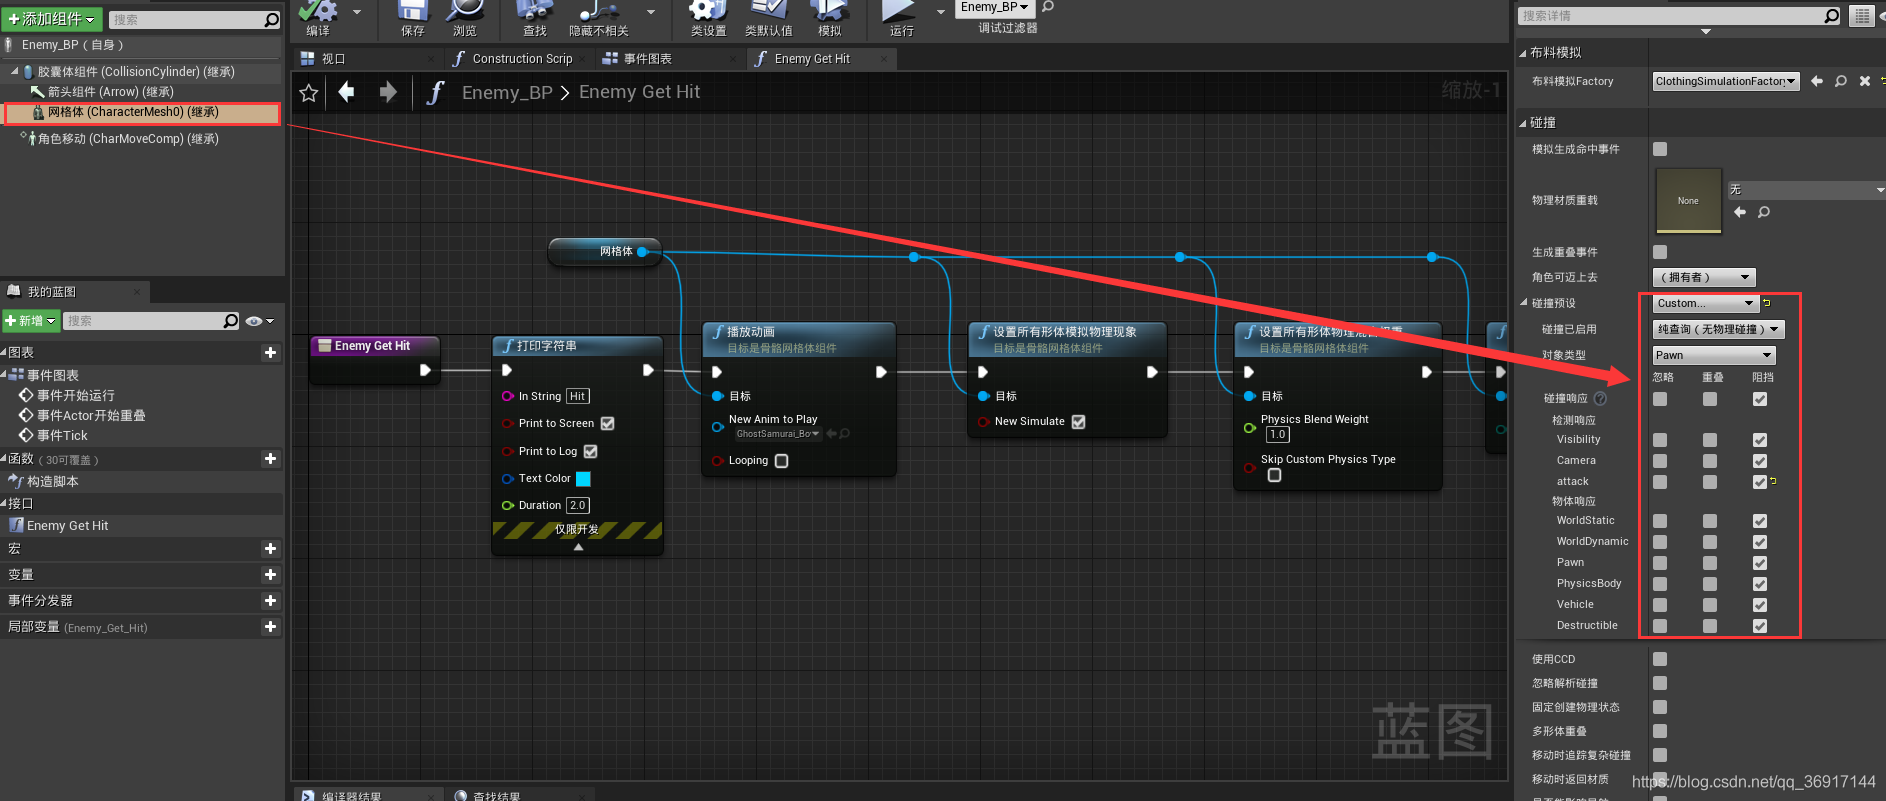 +添加组件
搜索
Enemy_BP（自身）
胶囊体组件 (CollisionCylinder) (继承)
箭头组件 (Arrow) (继承)
网格体 (CharacterMesh0) (继承)
角色移动 (CharMoveComp) (继承)
我的蓝图
+新增
搜索
图表
事件图表
事件开始运行
事件Actor开始重叠
事件Tick
函数（30可覆盖）
构造脚本
接口
Enemy Get Hit
宏
变量
事件分发器
局部变量 (Enemy_Get_Hit)
编译
保存
浏览
查找
隐藏不相关
类设置
类默认值
模拟
运行
Enemy_BP
调试过滤器
视口
Construction Scrip
事件图表
Enemy Get Hit
Enemy_BP > Enemy Get Hit
缩放-1
网格体
Enemy Get Hit
打印字符串
In String Hit
Print to Screen
Print to Log
Text Color
Duration 2.0
仅限开发
播放动画
目标是骨骼网格体组件
目标
New Anim to Play
GhostSamurai_Bo
Looping
设置所有形体模拟物理现象
目标是骨骼网格体组件
目标
New Simulate
设置所有形体物理混合权重
目标是骨骼网格体组件
目标
Physics Blend Weight
1.0
Skip Custom Physics Type
蓝图
编译器结果
查找结果
搜索详情
布料模拟
布料模拟Factory
ClothingSimulationFactory
碰撞
模拟生成命中事件
物理材质重载
None
无
生成重叠事件
角色可迈上去
（拥有者）
碰撞预设
Custom...
碰撞已启用
纯查询（无物理碰撞）
对象类型
Pawn
忽略 重叠 阻挡
碰撞响应
检测响应
Visibility
Camera
attack
物体响应
WorldStatic
WorldDynamic
Pawn
PhysicsBody
Vehicle
Destructible
使用CCD
忽略解析碰撞
固定创建物理状态
多形体重叠
移动时追踪复杂碰撞
移动时返回材质
https://blog.csdn.net/qq_36917144